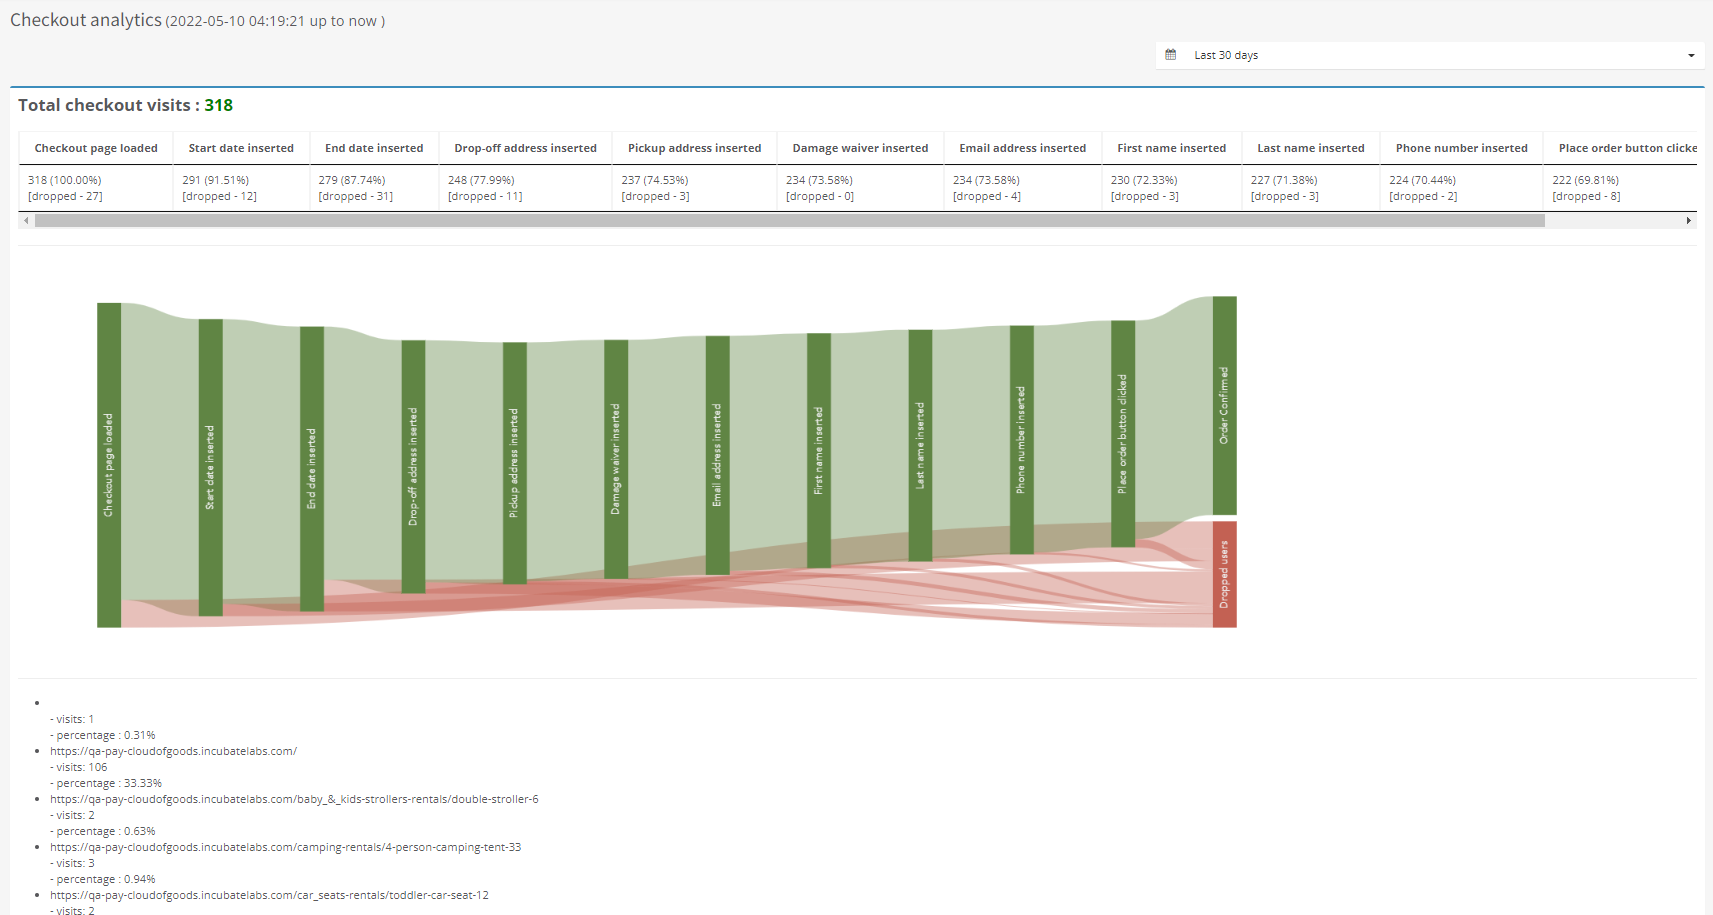 Checkout analytics (2022-05-10 04:19:21 up to now )
Last 30 days
Total checkout visits : 318
Checkout page loaded Start date inserted End date inserted Drop-off address inserted Pickup address inserted Damage waiver inserted Email address inserted First name inserted Last name inserted Phone number inserted Place order button clicke
318 (100.00%) 291 (91.51%) 279 (87.74%) 248 (77.99%) 237 (74.53%) 234 (73.58%) 234 (73.58%) 230 (72.33%) 227 (71.38%) 224 (70.44%) 222 (69.81%)
[dropped - 27] [dropped - 12] [dropped - 31] [dropped - 11] [dropped - 3] [dropped - 0] [dropped - 4] [dropped - 3] [dropped - 3] [dropped - 2] [dropped - 8]
Checkout page loaded
Start date inserted
End date inserted
Drop-off address inserted
Pickup address inserted
Damage waiver inserted
Email address inserted
First name inserted
Last name inserted
Phone number inserted
Place order button clicked
Order Confirmed
Dropped users
- visits: 1
- percentage : 0.31%
https://qa-pay-cloudofgoods.incubatelabs.com/
- visits: 106
- percentage : 33.33%
https://qa-pay-cloudofgoods.incubatelabs.com/baby_&_kids-strollers-rentals/double-stroller-6
- visits: 2
- percentage : 0.63%
https://qa-pay-cloudofgoods.incubatelabs.com/camping-rentals/4-person-camping-tent-33
- visits: 3
- percentage : 0.94%
https://qa-pay-cloudofgoods.incubatelabs.com/car_seats-rentals/toddler-car-seat-12
- visits: 2